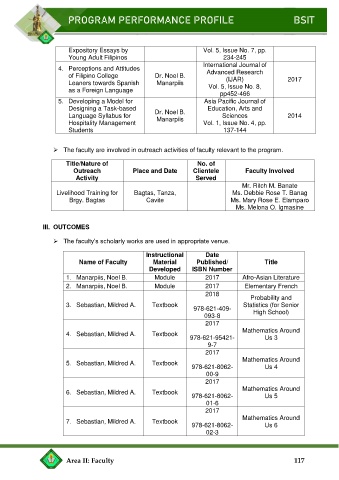 PROGRAM PERFORMANCE PROFILE BSIT
Expository Essays by Young Adult Filipinos Vol. 5, Issue No. 7, pp. 234-245
4. Perceptions and Attitudes of Filipino College Leaners towards Spanish as a Foreign Language Dr. Noel B. Manarpiis International Journal of Advanced Research (IJAR) Vol. 5, Issue No. 8, pp452-466 2017
5. Developing a Model for Designing a Task-based Language Syllabus for Hospitality Management Students Dr. Noel B. Manarpiis Asia Pacific Journal of Education, Arts and Sciences Vol. 1, Issue No. 4, pp. 137-144 2014
➢ The faculty are involved in outreach activities of faculty relevant to the program.
Title/Nature of Outreach Activity Place and Date No. of Clientele Served Faculty Involved
Livelihood Training for Brgy. Bagtas Bagtas, Tanza, Cavite Mr. Rilch M. Banate
Ms. Debbie Rose T. Banag
Ms. Mary Rose E. Elamparo
Ms. Melona O. Igmasine
III. OUTCOMES
➢ The faculty's scholarly works are used in appropriate venue
Name of Faculty Instructional Material Developed Date Published/ ISBN Number Title
1. Manarpiis, Noel B. Module 2017 Afro-Asian Literature
2. Manarpiis, Noel B. Module 2017 Elementary French
3. Sebastian, Mildred A. Textbook 2018 978-621-409-093-8 Probability and Statistics (for Senior High School)
4. Sebastian, Mildred A. Textbook 2017 978-621-95421-9-7 Mathematics Around Us 3
5. Sebastian, Mildred A. Textbook 2017 978-621-8062-00-9 Mathematics Around Us 4
6. Sebastian, Mildred A. Textbook 2017 978-621-8062-01-6 Mathematics Around Us 5
7. Sebastian, Mildred A. Textbook 2017 978-621-8062-02-3 Mathematics Around Us 6
Area II: Faculty 117